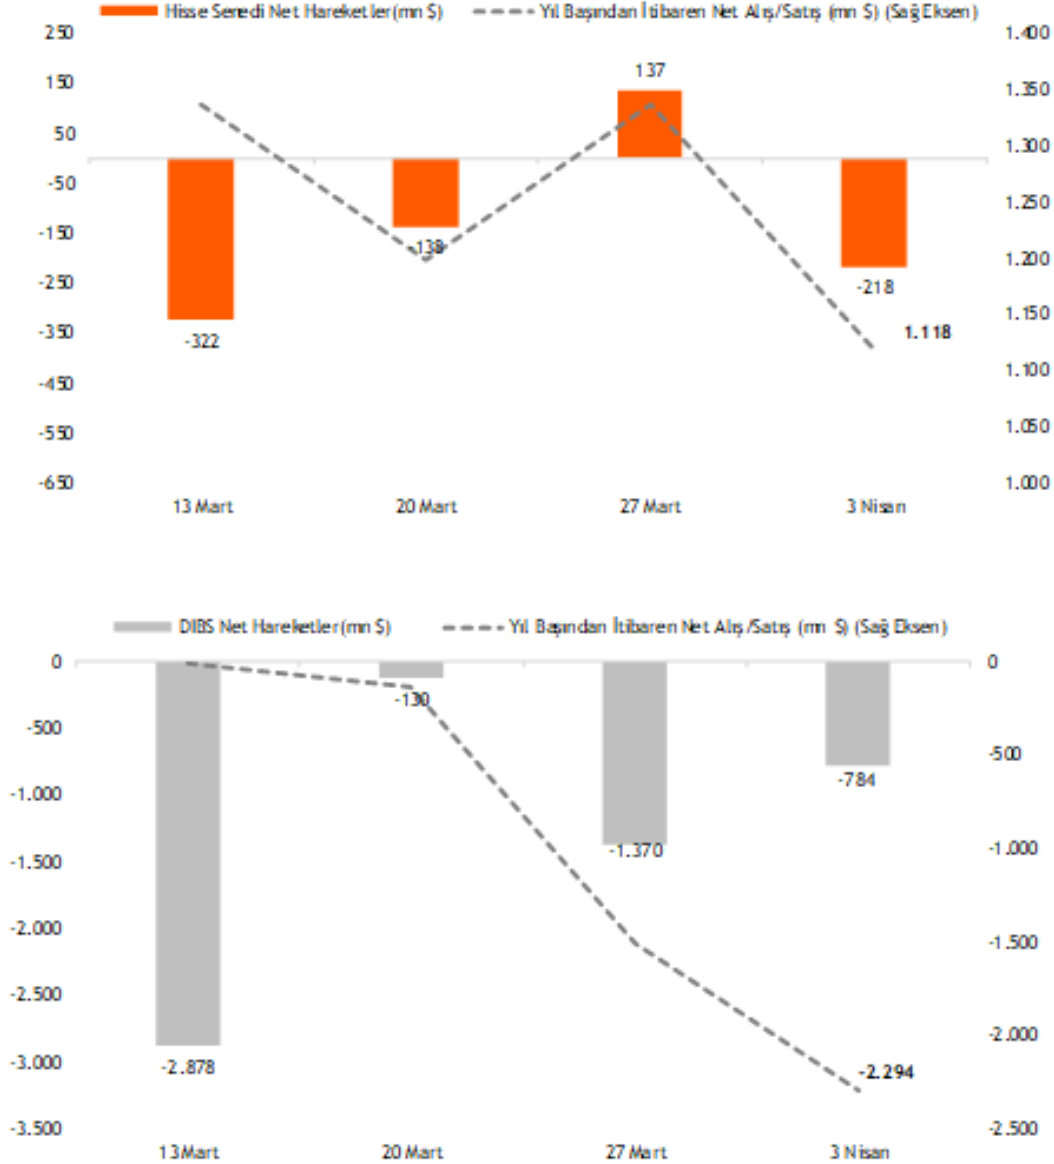 Hisse Senedi Net Hareketler(mn $) Yıl Başından İtibaren Net Alış/Satış (mn $) (Sağ Eksen)
250 1.400
150 137 1.350
50 1.300
-50 1.250
-150 -138 1.200
-250 -218 1.150
-350 -322 1.118 1.100
-450 1.050
-550 1.000
-650
13 Mart 20 Mart 27 Mart 3 Nisan
DIBS Net Hareketler(mn $) Yıl Başından İtibaren Net Alış/Satış (mn $) (Sağ Eksen)
0 0
-500 -130 -500
-1.000 -784
-1.500 -1.370 -1.000
-2.000 -1.500
-2.500 -2.000
-3.000 -2.878 -2.294
-3.500 -2.500
13 Mart 20 Mart 27 Mart 3 Nisan